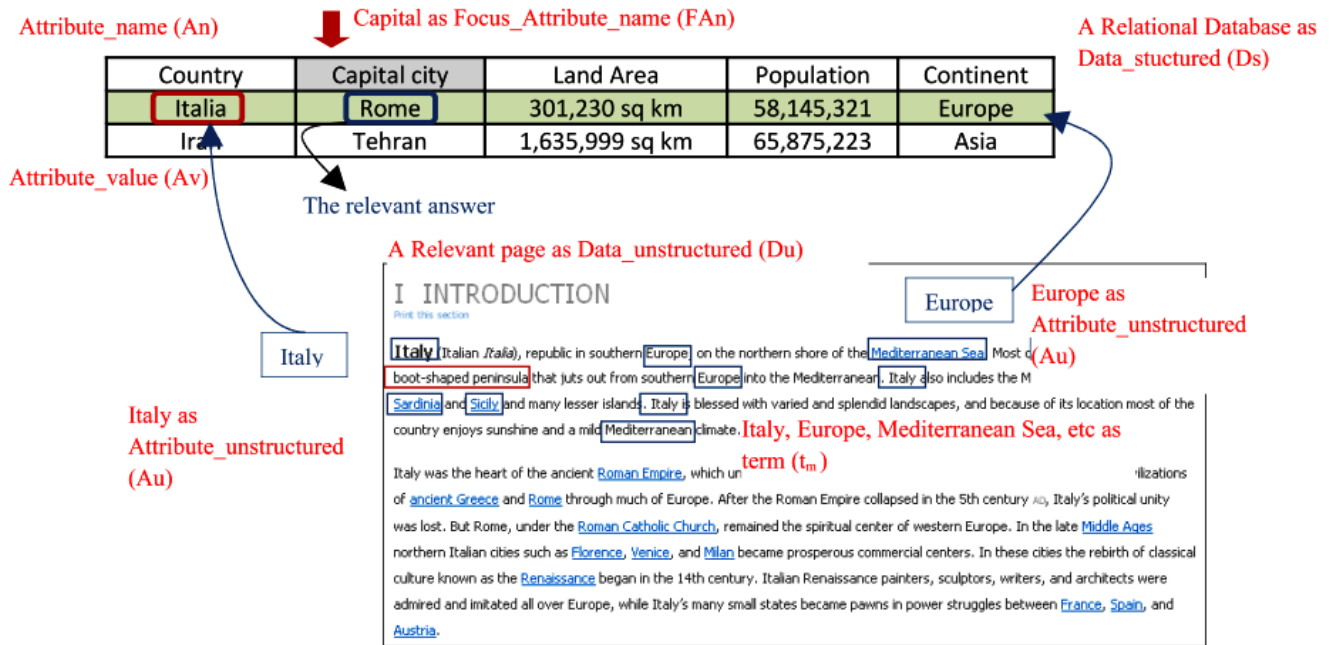 Attribute_name (An)
Capital as Focus_Attribute_name (FAn)
A Relational Database as
Data_stuctured (Ds)
Country Capital city Land Area Population Continent
Italia Rome 301,230 sq km 58,145,321 Europe
Ira Tehran 1,635,999 sq km 65,875,223 Asia
Attribute_value (Av)
The relevant answer
A Relevant page as Data_unstructured (Du)
I INTRODUCTION
Print this section
Europe
Europe as
Attribute_unstructured
(Au)
Italy
Italy (Italian Italia), republic in southern Europe, on the northern shore of the Mediterranean Sea. Most
boot-shaped peninsula that juts out from southern Europe into the Mediterranean. Italy also includes the M
Sardinia and Sicily and many lesser islands. Italy is blessed with varied and splendid landscapes, and because of its location most of the
country enjoys sunshine and a mild Mediterranean climate.
Italy as
Attribute_unstructured
(Au)
Italy, Europe, Mediterranean Sea, etc as
term (tm)
Italy was the heart of the ancient Roman Empire, which un vilizations
of ancient Greece and Rome through much of Europe. After the Roman Empire collapsed in the 5th century AD, Italy's political unity
was lost. But Rome, under the Roman Catholic Church, remained the spiritual center of western Europe. In the late Middle Ages
northern Italian cities such as Florence, Venice, and Milan became prosperous commercial centers. In these cities the rebirth of classical
culture known as the Renaissance began in the 14th century. Italian Renaissance painters, sculptors, writers, and architects were
admired and imitated all over Europe, while Italy's many small states became pawns in power struggles between France, Spain, and
Austria.